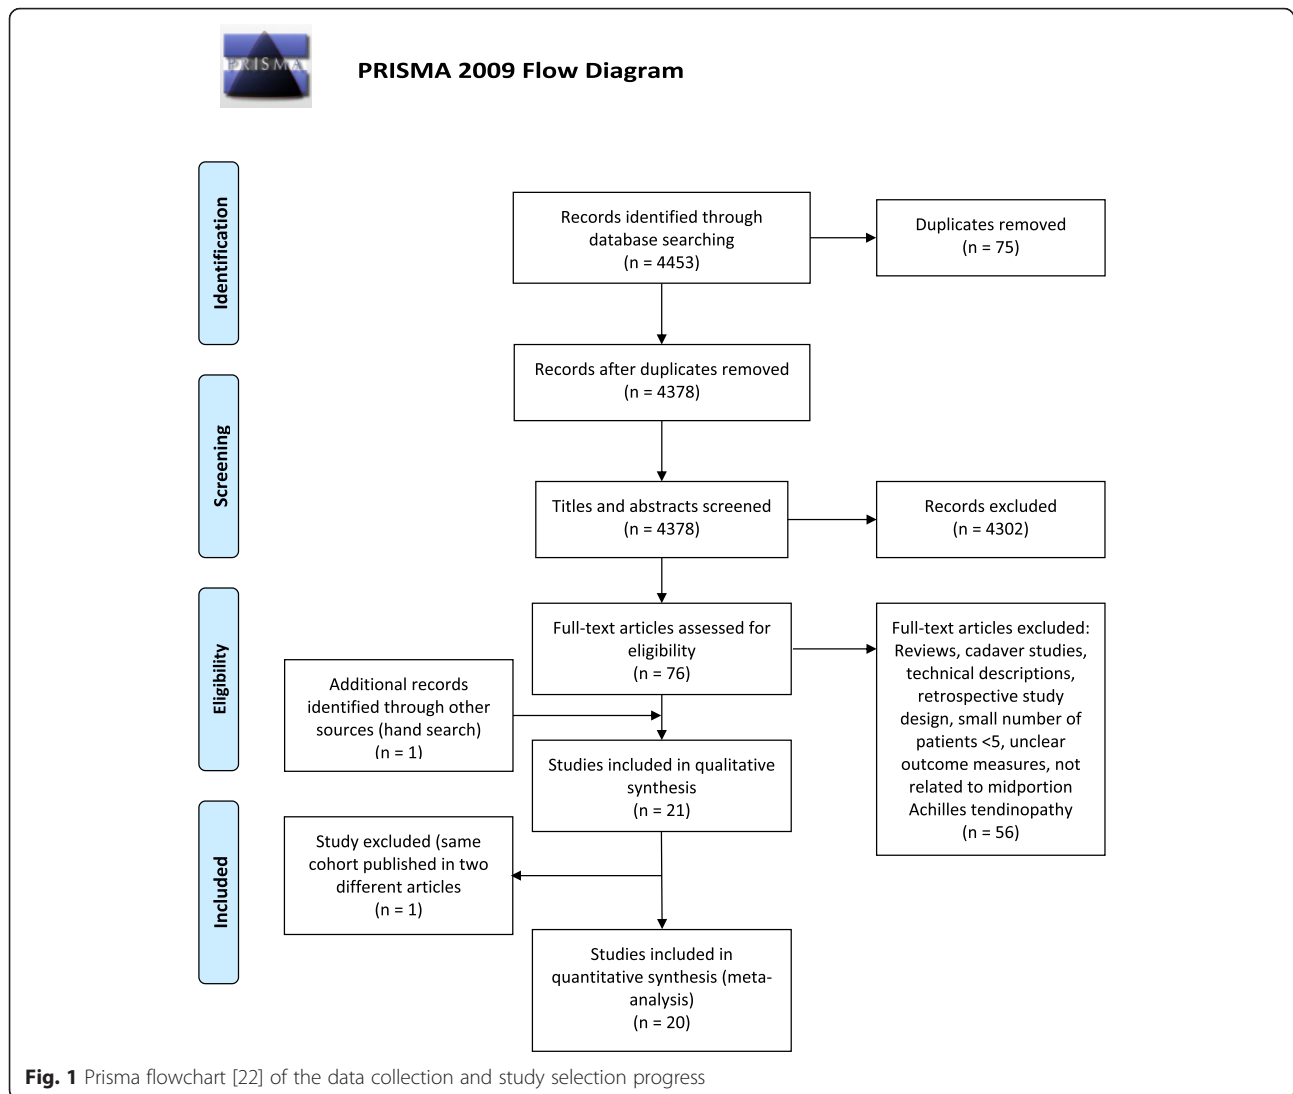 PRISMA
PRISMA 2009 Flow Diagram
Identification
Records identified through
database searching
(n = 4453)
Duplicates removed
(n = 75)
Records after duplicates removed
(n = 4378)
Screening
Titles and abstracts screened
(n = 4378)
Records excluded
(n = 4302)
Eligibility
Full-text articles assessed for
eligibility
(n = 76)
Full-text articles excluded:
Reviews, cadaver studies,
technical descriptions,
retrospective study
design, small number of
patients <5, unclear
outcome measures, not
related to midportion
Achilles tendinopathy
(n = 56)
Additional records
identified through other
sources (hand search)
(n = 1)
Studies included in qualitative
synthesis
(n = 21)
Included
Study excluded (same
cohort published in two
different articles
(n = 1)
Studies included in
quantitative synthesis (meta-
analysis)
(n = 20)
Fig. 1 Prisma flowchart [22] of the data collection and study selection progress